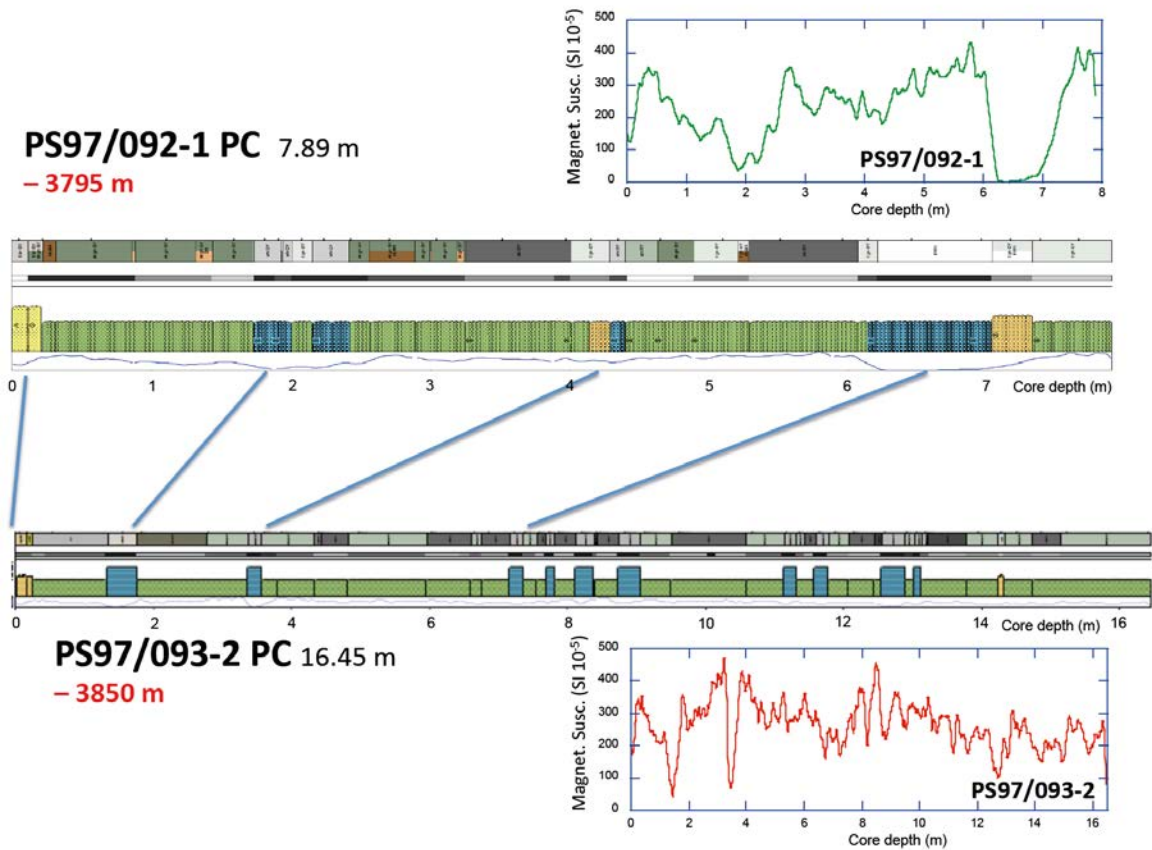 500
400
300
200
100
0
Magnet. Susc. (SI 10-5)
PS97/092-1
0 1 2 3 4 5 6 7 8
Core depth (m)
PS97/092-1 PC 7.89 m
– 3795 m
0 1 2 3 4 5 6 7 Core depth (m)
0 2 4 6 8 10 12 14 16
Core depth (m)
PS97/093-2 PC 16.45 m
– 3850 m
500
400
300
200
100
0
Magnet. Susc. (SI 10-5)
PS97/093-2
0 2 4 6 8 10 12 14 16
Core depth (m)